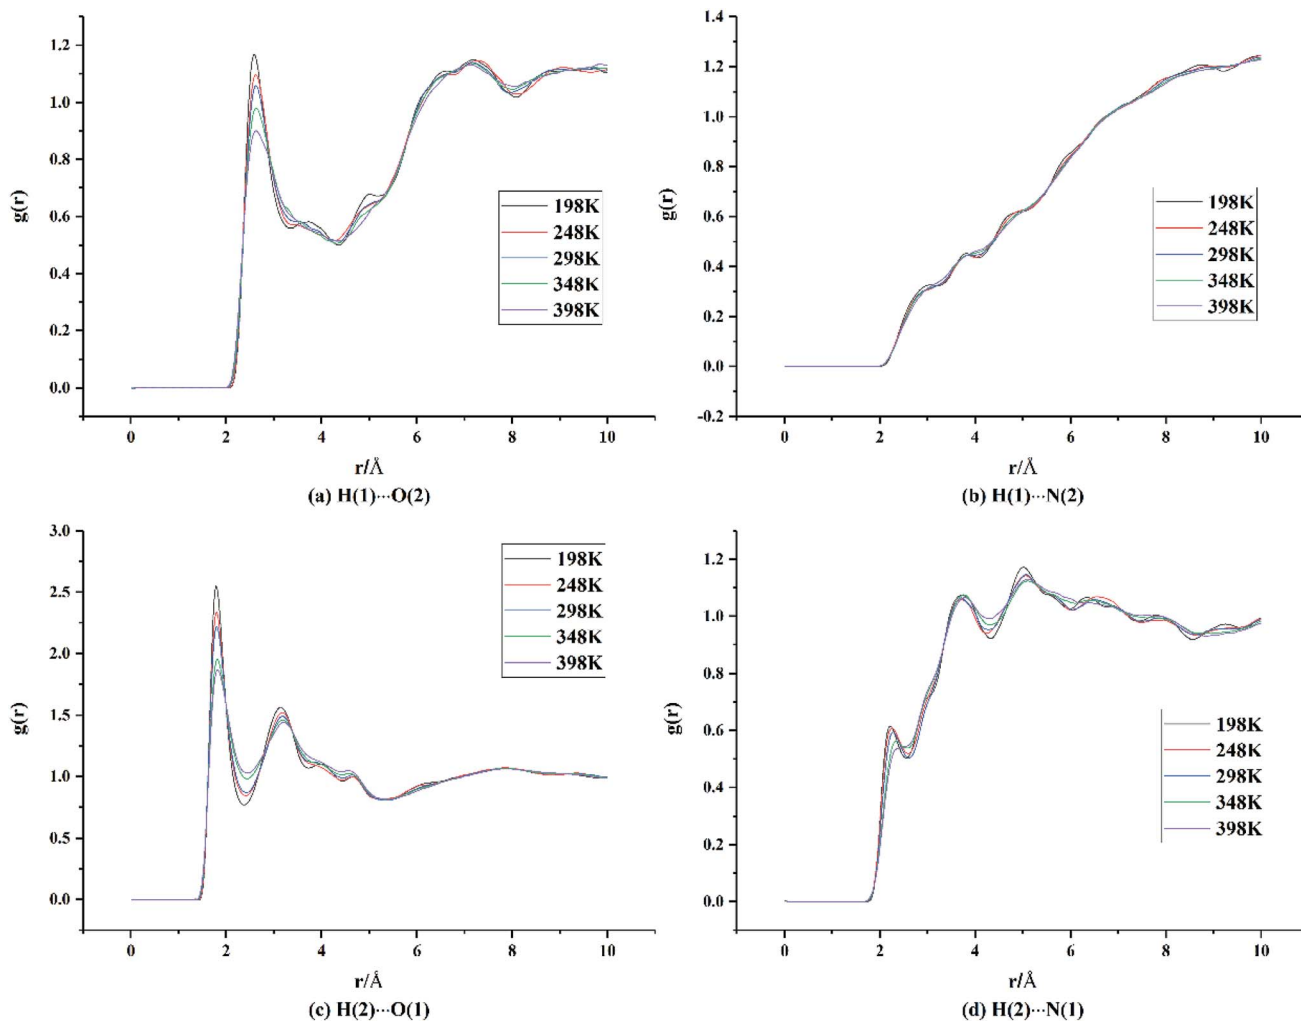 1.2
1.0
0.8
0.6
0.4
0.2
0.0
g(r)
198K
248K
298K
348K
398K
0 2 4 6 8 10
r/Å
(a) H(1)···O(2)
1.4
1.2
1.0
0.8
0.6
0.4
0.2
0.0
-0.2
g(r)
198K
248K
298K
348K
398K
0 2 4 6 8 10
r/Å
(b) H(1)···N(2)
3.0
2.5
2.0
1.5
1.0
0.5
0.0
g(r)
198K
248K
298K
348K
398K
0 2 4 6 8 10
r/Å
(c) H(2)···O(1)
1.2
1.0
0.8
0.6
0.4
0.2
0.0
g(r)
198K
248K
298K
348K
398K
0 2 4 6 8 10
r/Å
(d) H(2)···N(1)